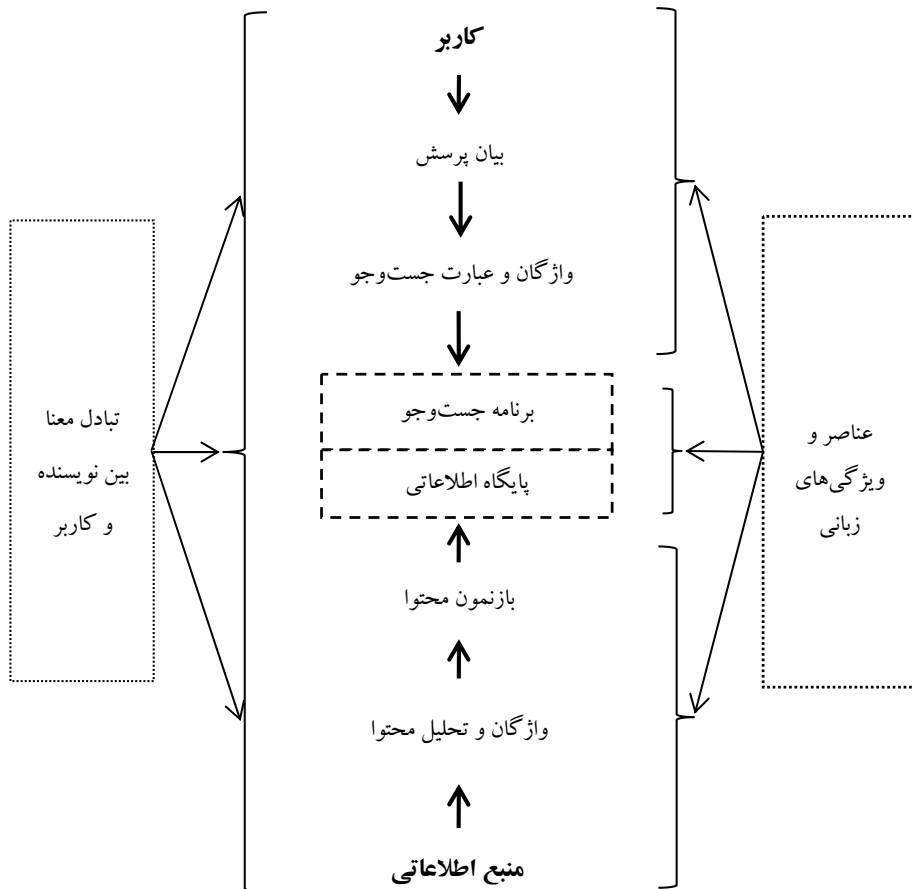 کاربر
بیان پرسش
واژگان و عبارت جست‌وجو
برنامه جست‌وجو
پایگاه اطلاعاتی
بازنمون محتوا
واژگان و تحلیل محتوا
منبع اطلاعاتی
عناصر و
ویژگی‌های
زبانی
تبادل معنا
بین نویسنده
و کاربر